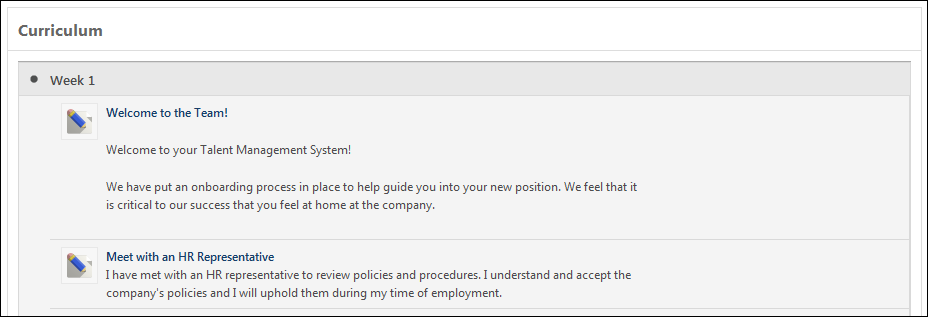 Curriculum
Week 1
Welcome to the Team!
Welcome to your Talent Management System!
We have put an onboarding process in place to help guide you into your new position. We feel that it
is critical to our success that you feel at home at the company.
Meet with an HR Representative
I have met with an HR representative to review policies and procedures. I understand and accept the
company's policies and I will uphold them during my time of employment.